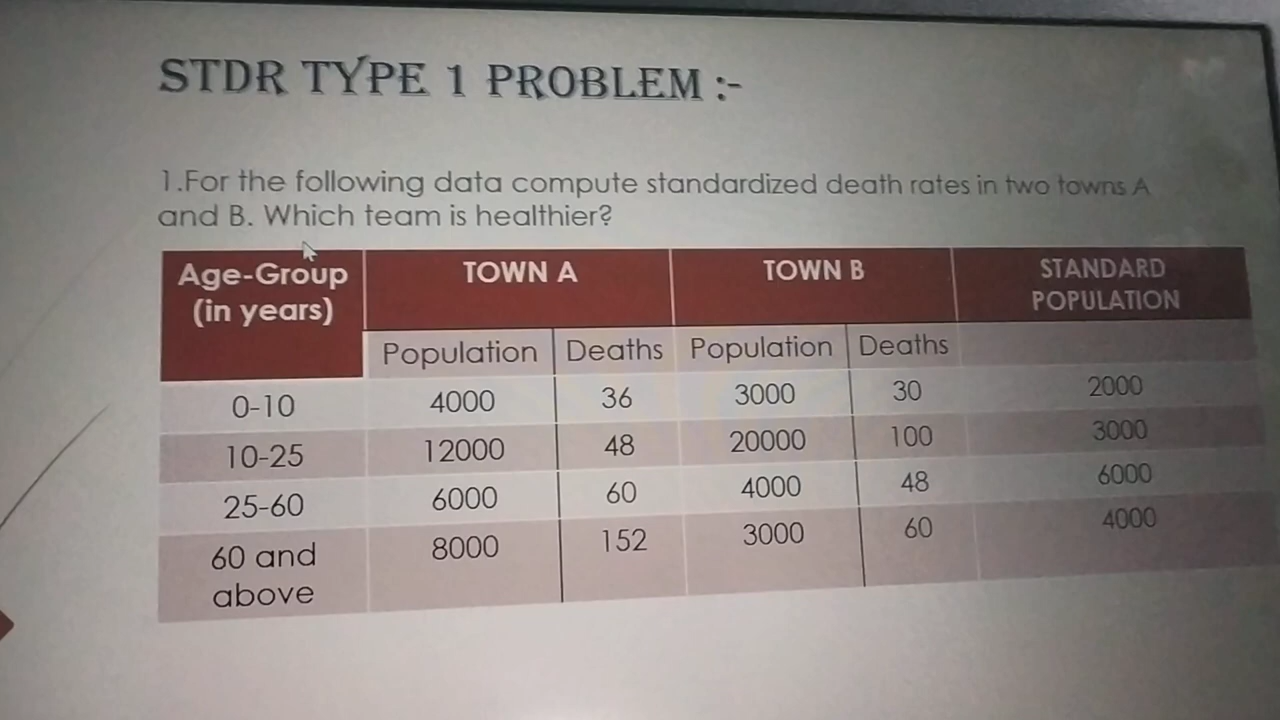 STDR TYPE 1 PROBLEM :-
1.For the following data compute standardized death rates in two towns A
and B. Which team is healthier?
Age-Group (in years) TOWN A TOWN B STANDARD POPULATION
Population Deaths Population Deaths
0-10 4000 36 3000 30 2000
10-25 12000 48 20000 100 3000
25-60 6000 60 4000 48 6000
60 and above 8000 152 3000 60 4000